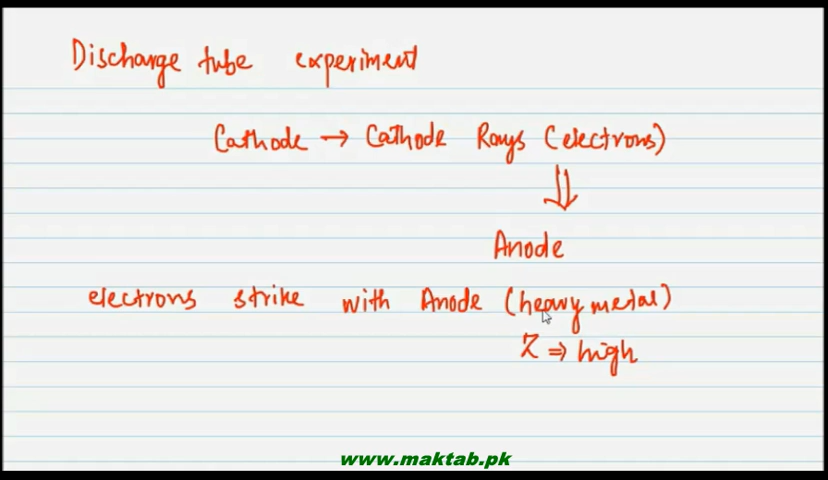 Discharge tube experiment
Cathode → Cathode Rays (electrons)
⇓
Anode
electrons strike with Anode (heavy metal)
Z ⇒ high
www.maktab.pk